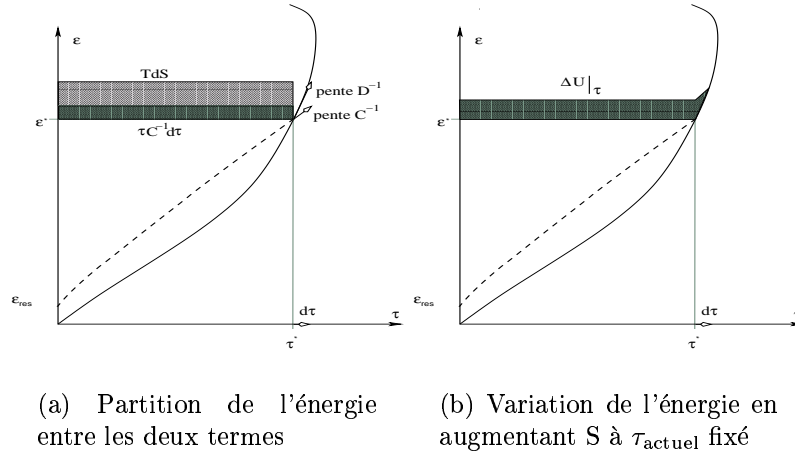 ε
TdS
pente D⁻¹
pente C⁻¹
ε*
τC⁻¹dτ
ε_res
dτ
τ
τ*
ε
ΔU|_τ
ε*
ε_res
dτ
τ*
(a) Partition de l'énergie
entre les deux termes
(b) Variation de l'énergie en
augmentant S à τ_actuel fixé